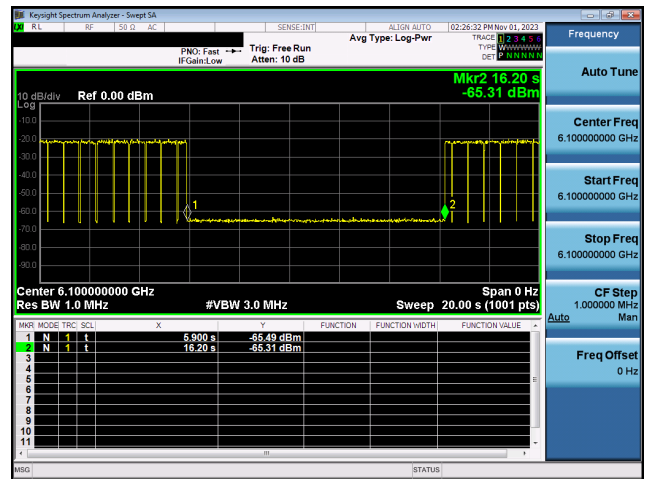 Keysight Spectrum Analyzer - Swept SA
LXI RL RF 50 Ω AC SENSE:INT ALIGN AUTO 02:26:32 PM Nov 01, 2023
Avg Type: Log-Pwr TRACE 1 2 3 4 5 6
PNO: Fast Trig: Free Run TYPE WWWWWW
IFGain:Low Atten: 10 dB DET P N N N N N
Mkr2 16.20 s
10 dB/div Ref 0.00 dBm -65.31 dBm
Log
-10.0
-20.0
-30.0
-40.0
-50.0
-60.0
-70.0
-80.0
-90.0
1
2
Center 6.100000000 GHz Span 0 Hz
Res BW 1.0 MHz #VBW 3.0 MHz Sweep 20.00 s (1001 pts)
MKR MODE TRC SCL X Y FUNCTION FUNCTION WIDTH FUNCTION VALUE
1 N 1 t 5.900 s -65.49 dBm
2 N 1 t 16.20 s -65.31 dBm
3
4
5
6
7
8
9
10
11
MSG STATUS
Frequency
Auto Tune
Center Freq
6.100000000 GHz
Start Freq
6.100000000 GHz
Stop Freq
6.100000000 GHz
CF Step
1.000000 MHz
Auto Man
Freq Offset
0 Hz